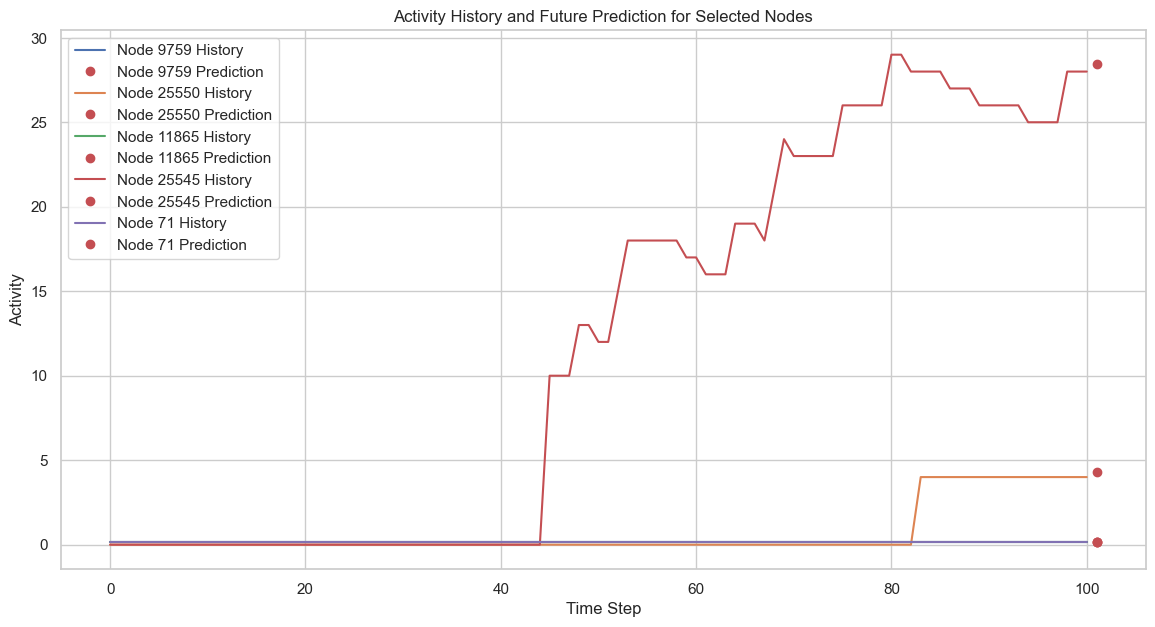 Activity History and Future Prediction for Selected Nodes
Node 9759 History
Node 9759 Prediction
Node 25550 History
Node 25550 Prediction
Node 11865 History
Node 11865 Prediction
Node 25545 History
Node 25545 Prediction
Node 71 History
Node 71 Prediction
Activity
30
25
20
15
10
5
0
0 20 40 60 80 100
Time Step